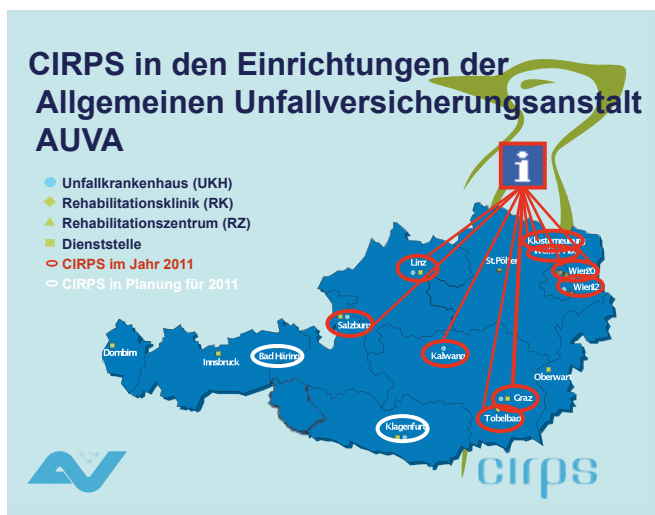 CIRPS in den Einrichtungen der
Allgemeinen Unfallversicherungsanstalt
AUVA
i
Unfallkrankenhaus (UKH)
Rehabilitationsklinik (RK)
Rehabilitationszentrum (RZ)
Dienststelle
CIRPS im Jahr 2011
CIRPS in Planung für 2011
Klosterneuburg
Linz
St.Pölten
Wien20
Wien12
Salzburg
Dornbirn
Innsbruck
Bad Häring
Kalwang
Oberwart
Graz
Tobelbad
Klagenfurt
cirps